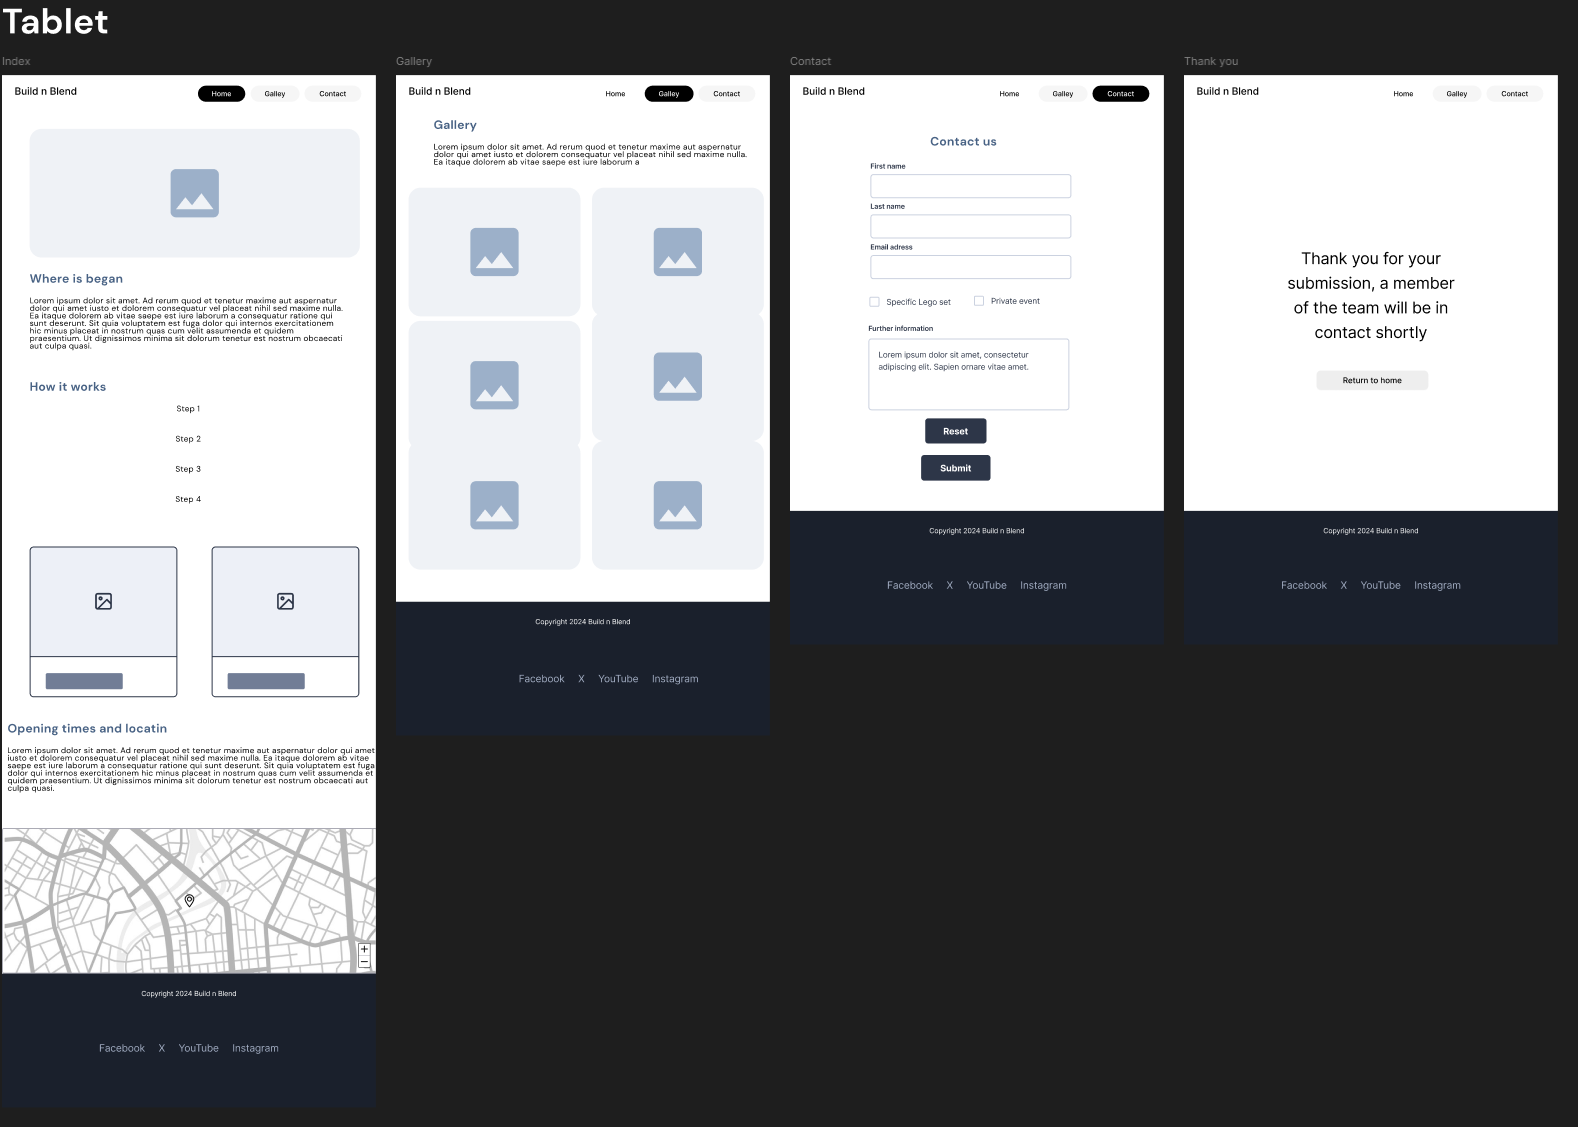 Tablet
Index
Build n Blend
Home
Galley
Contact
Where is began
Lorem ipsum dolor sit amet. Ad rerum quod et tenetur maxime aut aspernatur
dolor qui amet iusto et dolorem consequatur vel placeat nihil sed maxime nulla.
Ea itaque dolorem ab vitae saepe est iure laborum a consequatur ratione qui
sunt deserunt. Sit quia voluptatem est fuga dolor qui internos exercitationem
hic minus placeat in nostrum quas cum velit assumenda et quidem
praesentium. Ut dignissimos minima sit dolorum tenetur est nostrum obcaecati
aut culpa quasi.
How it works
Step 1
Step 2
Step 3
Step 4
Opening times and locatin
Lorem ipsum dolor sit amet. Ad rerum quod et tenetur maxime aut aspernatur dolor qui amet
iusto et dolorem consequatur vel placeat nihil sed maxime nulla. Ea itaque dolorem ab vitae
saepe est iure laborum a consequatur ratione qui sunt deserunt. Sit quia voluptatem est fuga
dolor qui internos exercitationem hic minus placeat in nostrum quas cum velit assumenda et
quidem praesentium. Ut dignissimos minima sit dolorum tenetur est nostrum obcaecati aut
culpa quasi.
+
−
Copyright 2024 Build n Blend
Facebook X YouTube Instagram
Gallery
Build n Blend
Home
Galley
Contact
Gallery
Lorem ipsum dolor sit amet. Ad rerum quod et tenetur maxime aut aspernatur
dolor qui amet iusto et dolorem consequatur vel placeat nihil sed maxime nulla.
Ea itaque dolorem ab vitae saepe est iure laborum a
Copyright 2024 Build n Blend
Facebook X YouTube Instagram
Contact
Build n Blend
Home
Galley
Contact
Contact us
First name
Last name
Email adress
Specific Lego set
Private event
Further information
Lorem ipsum dolor sit amet, consectetur
adipiscing elit. Sapien ornare vitae amet.
Reset
Submit
Copyright 2024 Build n Blend
Facebook X YouTube Instagram
Thank you
Build n Blend
Home
Galley
Contact
Thank you for your
submission, a member
of the team will be in
contact shortly
Return to home
Copyright 2024 Build n Blend
Facebook X YouTube Instagram